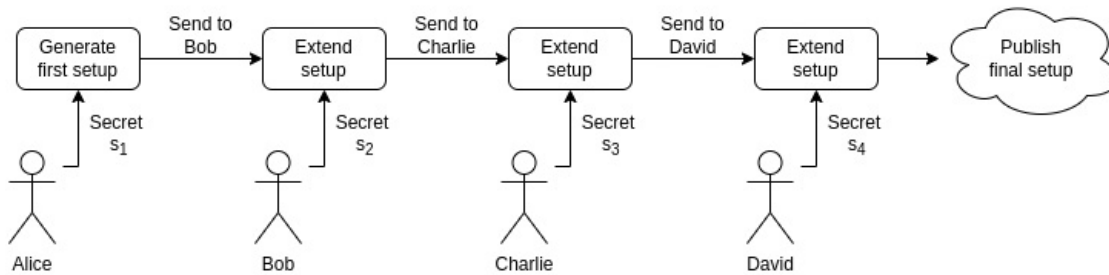 Generate
first setup
Send to
Bob
Extend
setup
Send to
Charlie
Extend
setup
Send to
David
Extend
setup
Publish
final setup
Secret
s₁
Secret
s₂
Secret
s₃
Secret
s₄
Alice
Bob
Charlie
David